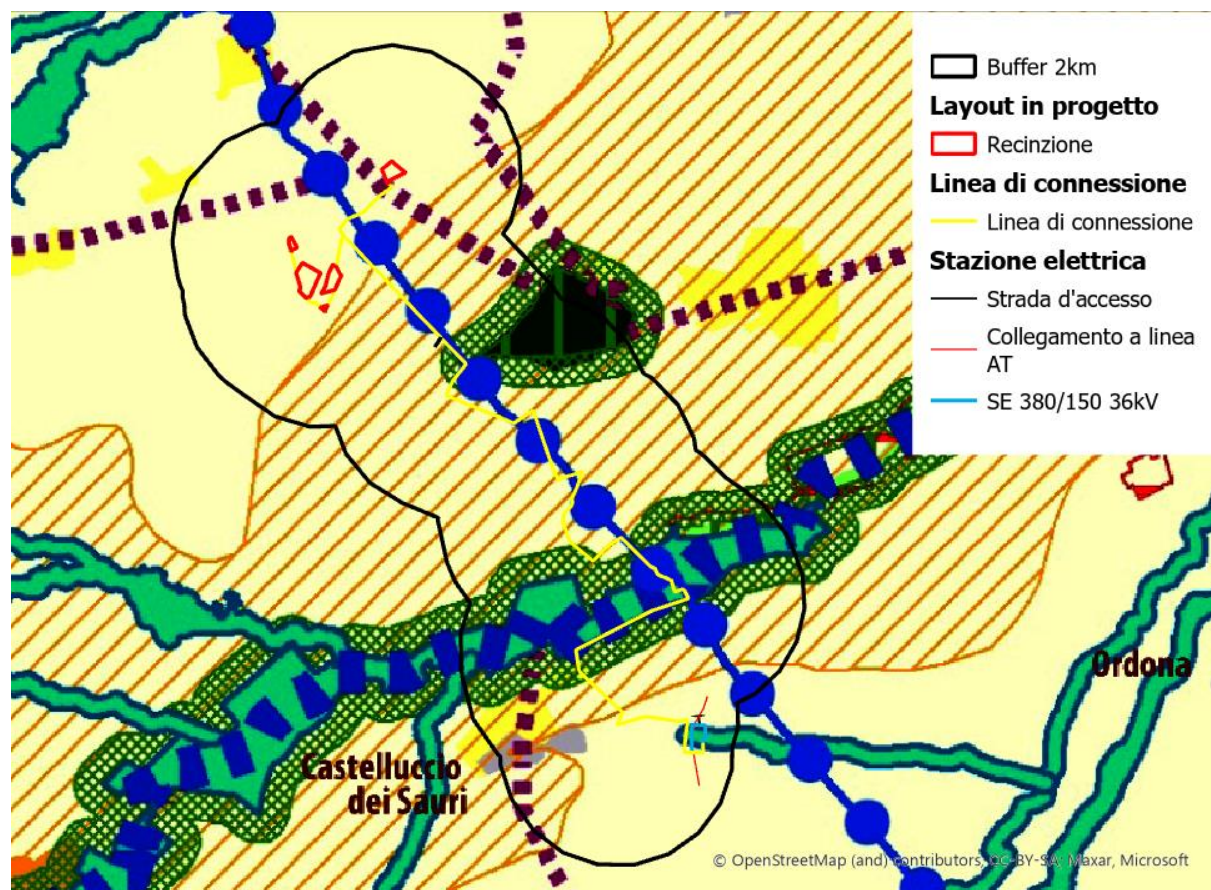 Buffer 2km
Layout in progetto
Recinzione
Linea di connessione
Linea di connessione
Stazione elettrica
Strada d'accesso
Collegamento a linea
AT
SE 380/150 36kV
Ordona
Castelluccio
dei Sauri
© OpenStreetMap (and) contributors, CC-BY-SA, Maxar, Microsoft